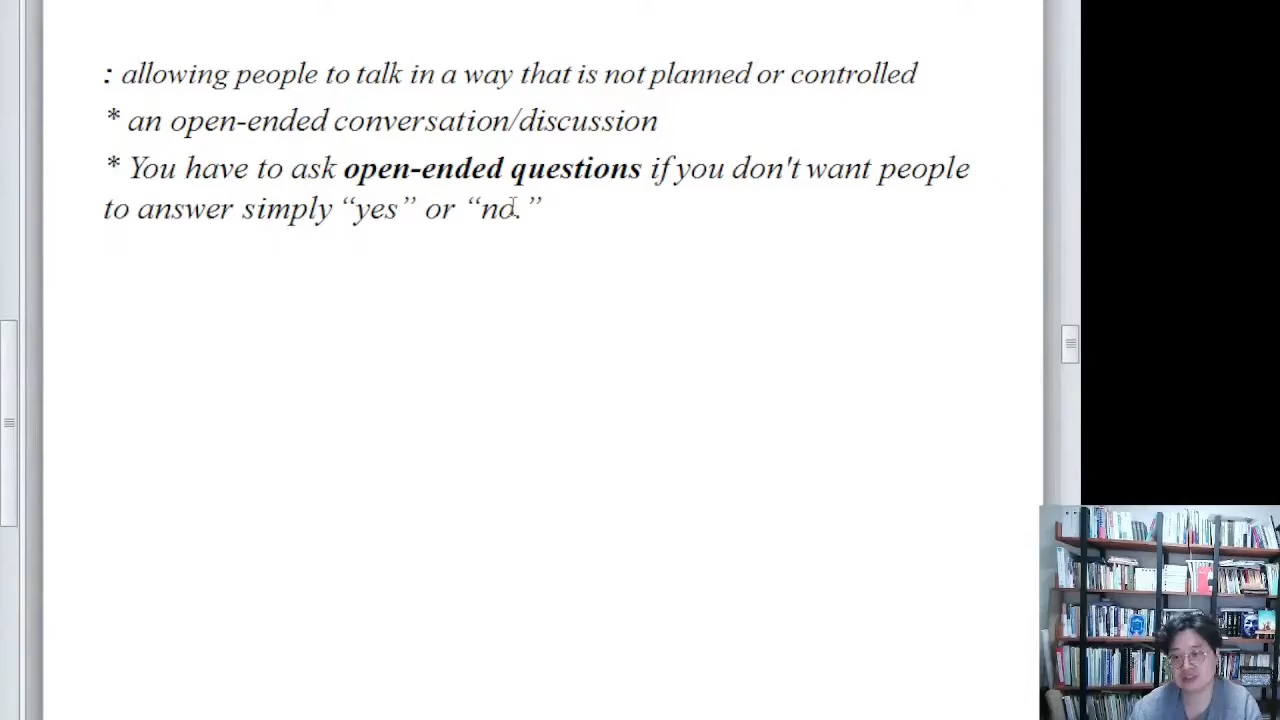 : allowing people to talk in a way that is not planned or controlled
* an open-ended conversation/discussion
* You have to ask open-ended questions if you don't want people
to answer simply “yes” or “no.”